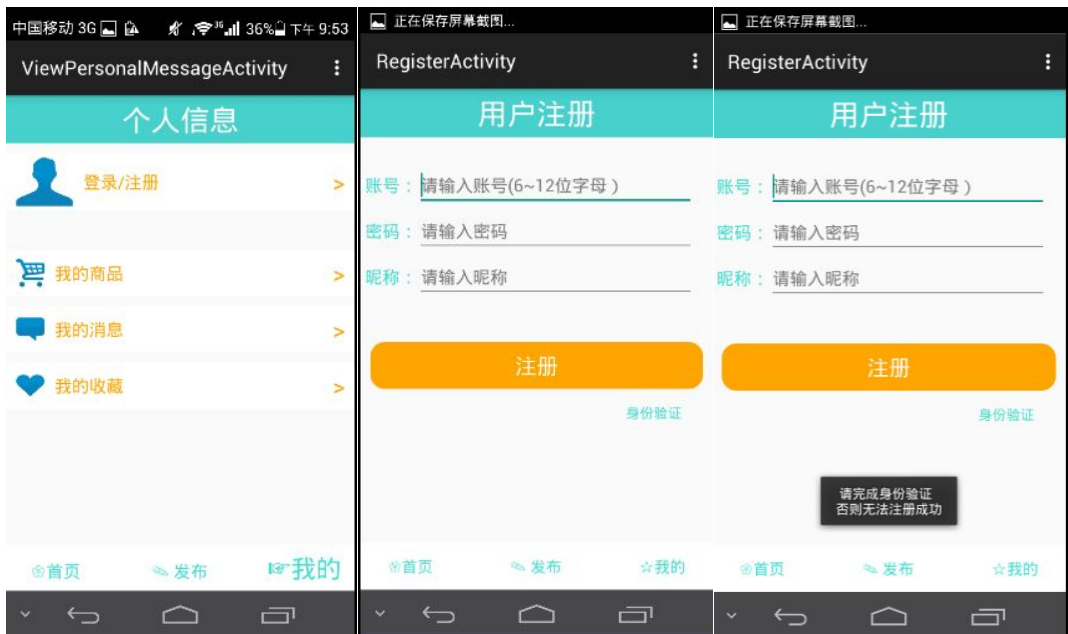 中国移动 3G 36% 下午 9:53
ViewPersonalMessageActivity
个人信息
登录/注册 >
我的商品 >
我的消息 >
我的收藏 >
首页 发布 我的
正在保存屏幕截图...
RegisterActivity
用户注册
账号：请输入账号(6~12位字母）
密码：请输入密码
昵称：请输入昵称
注册
身份验证
首页 发布 ☆我的
正在保存屏幕截图...
RegisterActivity
用户注册
账号：请输入账号(6~12位字母）
密码：请输入密码
昵称：请输入昵称
注册
身份验证
请完成身份验证
否则无法注册成功
首页 发布 ☆我的